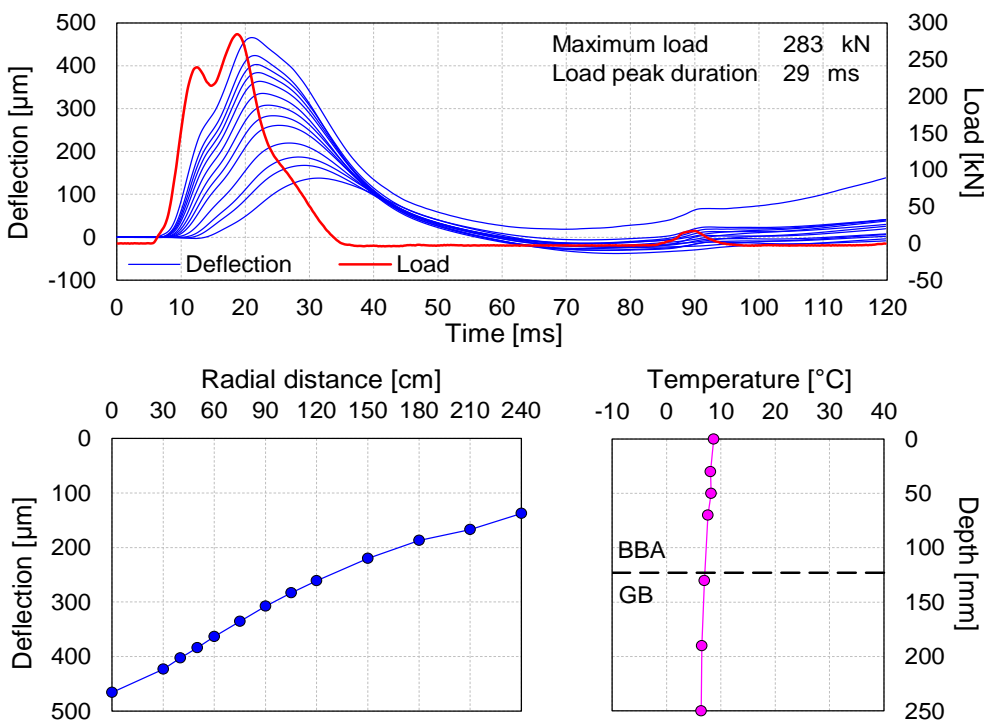 500
400
300
200
100
0
-100
Deflection [µm]
300
250
200
150
100
50
0
-50
Load [kN]
Maximum load 283 kN
Load peak duration 29 ms
Deflection Load
0 10 20 30 40 50 60 70 80 90 100 110 120
Time [ms]
Radial distance [cm]
0 30 60 90 120 150 180 210 240
0
100
200
300
400
500
Deflection [µm]
Temperature [°C]
-10 0 10 20 30 40
BBA
GB
0
50
100
150
200
250
Depth [mm]